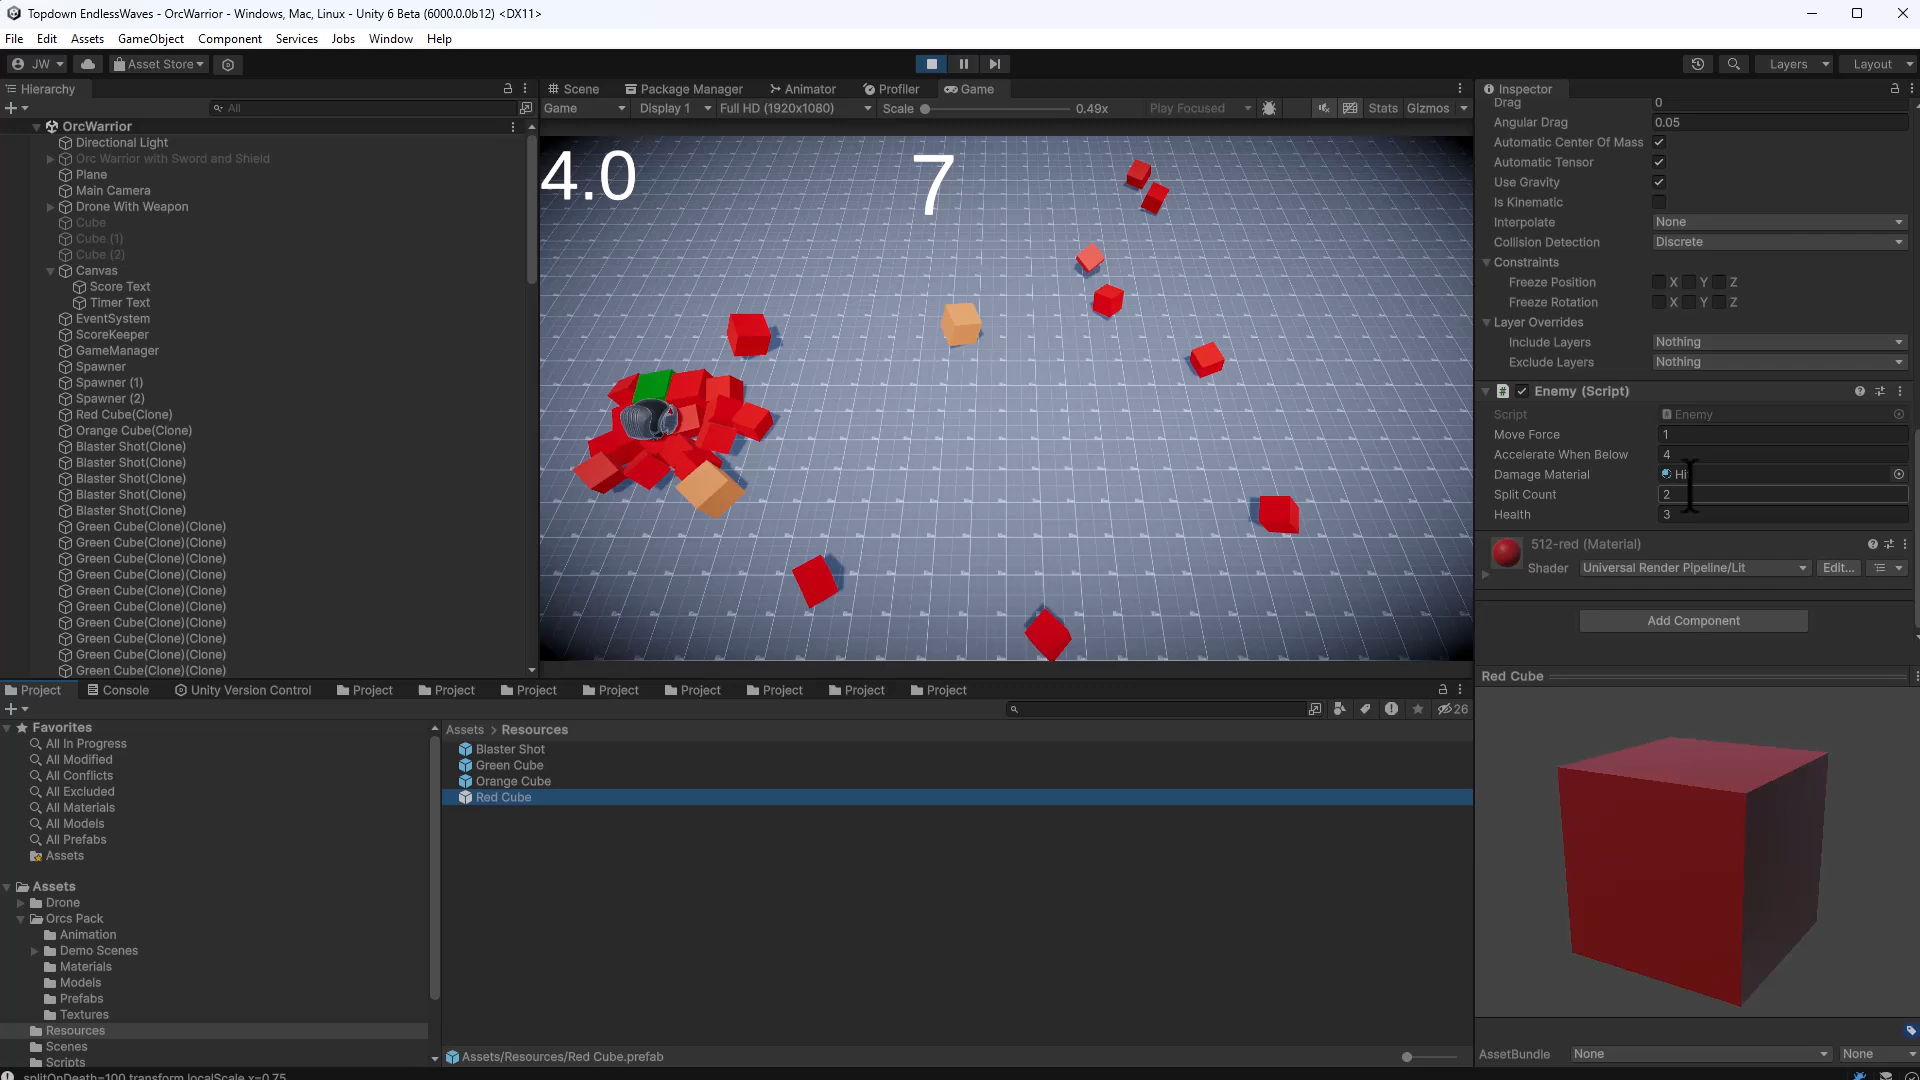 Topdown EndlessWaves - OrcWarrior - Windows, Mac, Linux - Unity 6 Beta (6000.0.0b12) <DX11>
File Edit Assets GameObject Component Services Jobs Window Help
JW Asset Store Layers Layout
Hierarchy
All
OrcWarrior
Directional Light
Orc Warrior with Sword and Shield
Plane
Main Camera
Drone With Weapon
Cube
Cube (1)
Cube (2)
Canvas
Score Text
Timer Text
EventSystem
ScoreKeeper
GameManager
Spawner
Spawner (1)
Spawner (2)
Red Cube(Clone)
Orange Cube(Clone)
Blaster Shot(Clone)
Blaster Shot(Clone)
Blaster Shot(Clone)
Blaster Shot(Clone)
Blaster Shot(Clone)
Green Cube(Clone)(Clone)
Green Cube(Clone)(Clone)
Green Cube(Clone)(Clone)
Green Cube(Clone)(Clone)
Green Cube(Clone)(Clone)
Green Cube(Clone)(Clone)
Green Cube(Clone)(Clone)
Green Cube(Clone)(Clone)
Green Cube(Clone)(Clone)
Green Cube(Clone)(Clone)
Scene Package Manager Animator Profiler Game
Game Display 1 Full HD (1920x1080) Scale 0.49x Play Focused Stats Gizmos
4.0 7
Inspector
Drag 0
Angular Drag 0.05
Automatic Center Of Mass
Automatic Tensor
Use Gravity
Is Kinematic
Interpolate None
Collision Detection Discrete
Constraints
Freeze Position X Y Z
Freeze Rotation X Y Z
Layer Overrides
Include Layers Nothing
Exclude Layers Nothing
# Enemy (Script)
Script Enemy
Move Force 1
Accelerate When Below 4
Damage Material
Split Count 2
Health 3
512-red (Material)
Shader Universal Render Pipeline/Lit Edit...
Add Component
Red Cube
AssetBundle None None
Project Console Unity Version Control Project Project Project Project Project Project Project Project
26
Favorites
All In Progress
All Modified
All Conflicts
All Excluded
All Materials
All Models
All Prefabs
Assets
Assets
Drone
Orcs Pack
Animation
Demo Scenes
Materials
Models
Prefabs
Textures
Resources
Scenes
Scripts
Assets > Resources
Blaster Shot
Green Cube
Orange Cube
Red Cube
Assets/Resources/Red Cube.prefab
splitOnDeath=100 transform.localScale.x=0.75